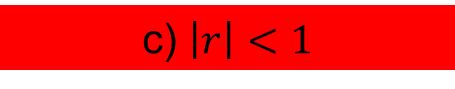 c) |r| < 1